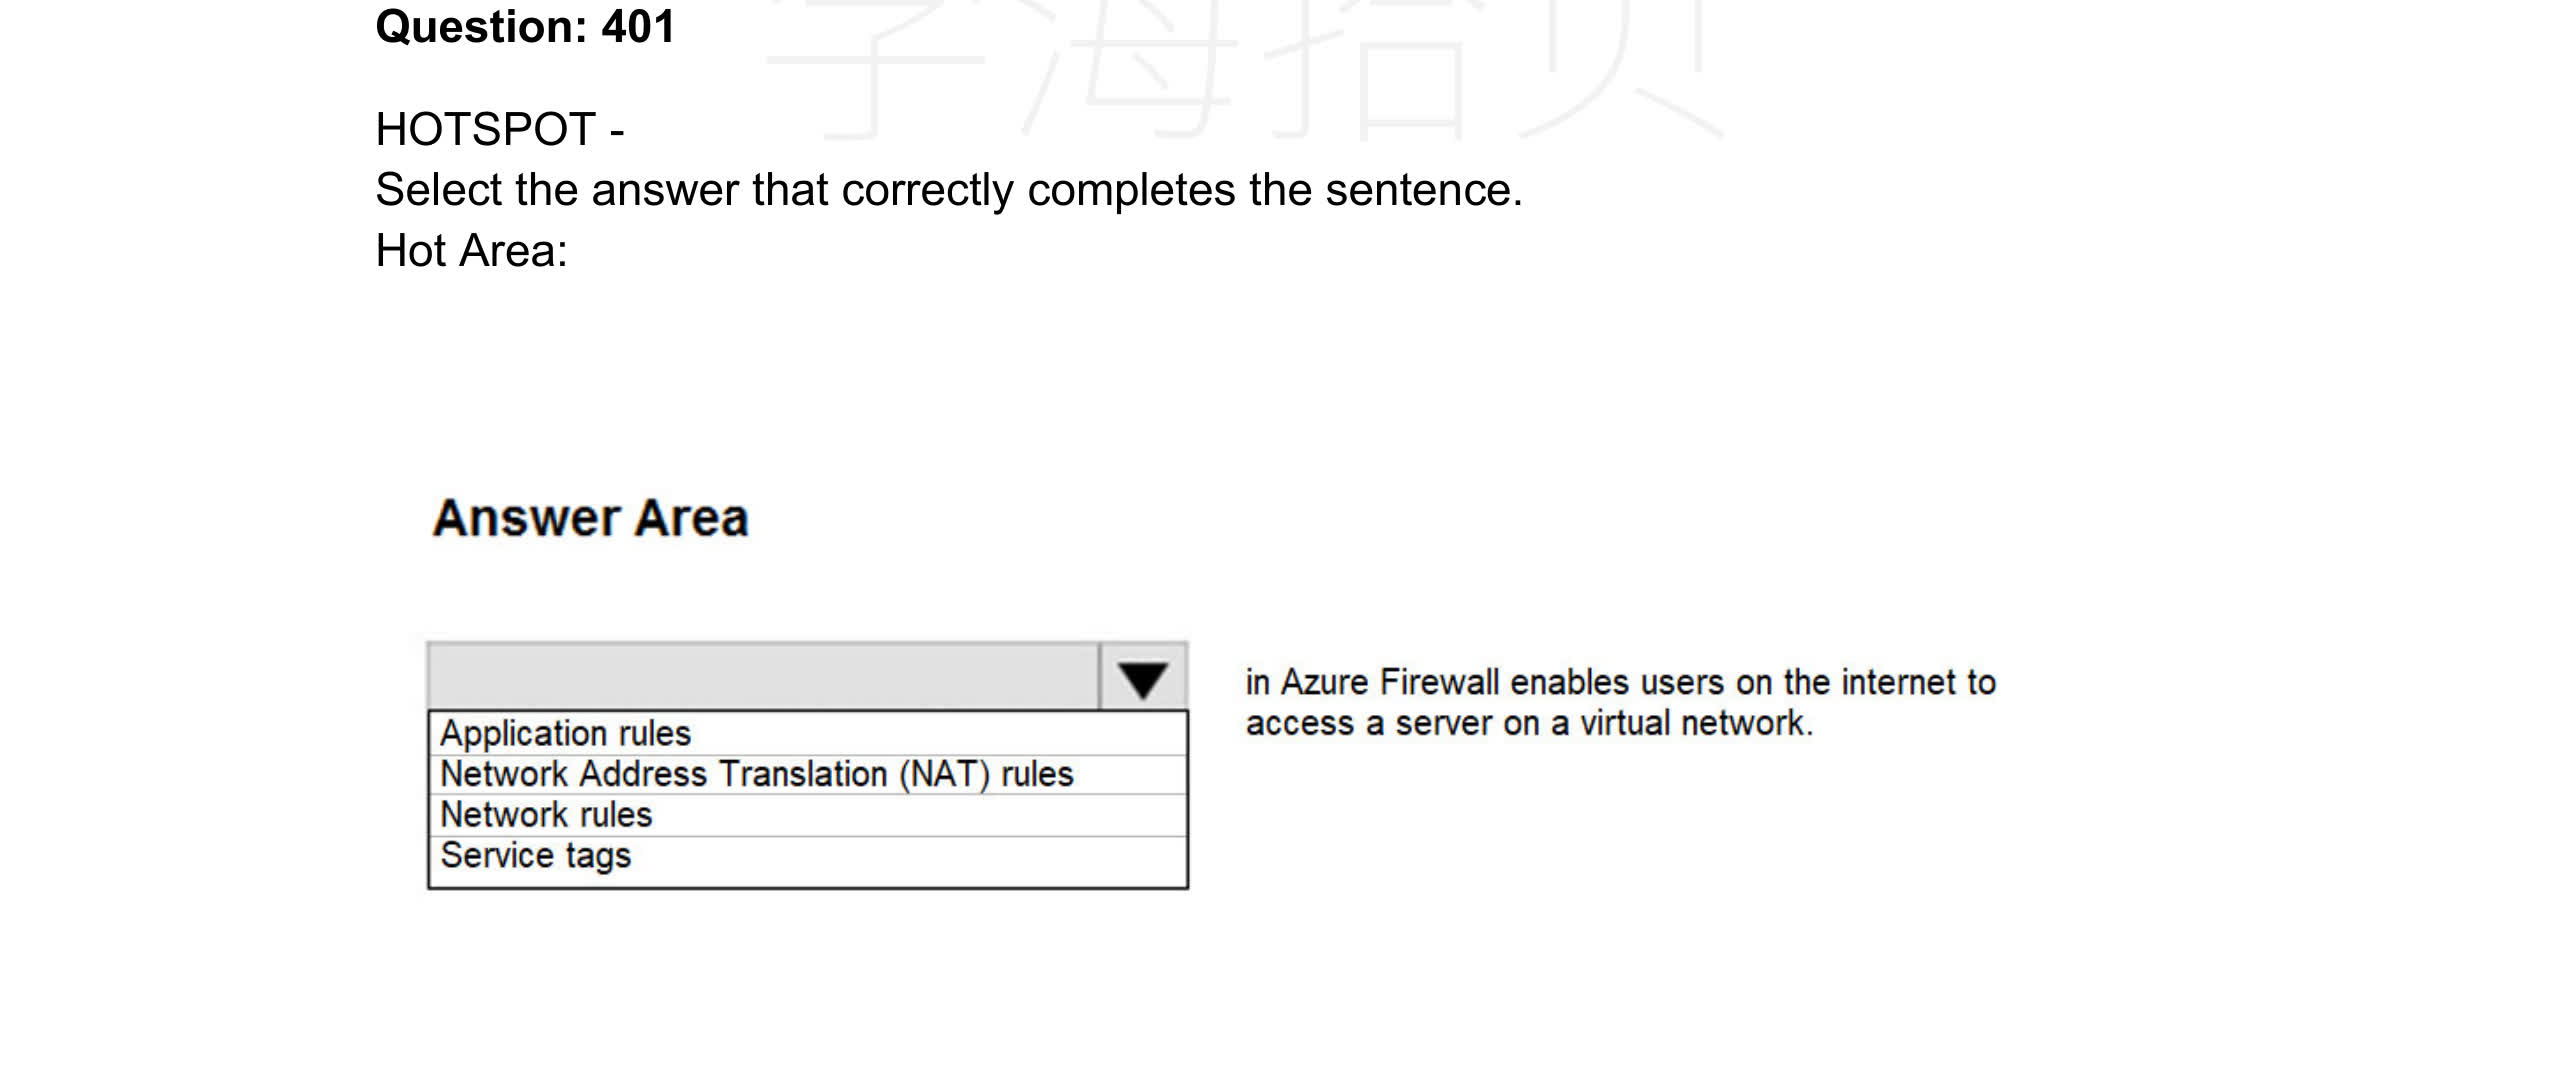 Question: 401
学海拾贝
HOTSPOT -
Select the answer that correctly completes the sentence.
Hot Area:
Answer Area
in Azure Firewall enables users on the internet to
access a server on a virtual network.
Application rules
Network Address Translation (NAT) rules
Network rules
Service tags